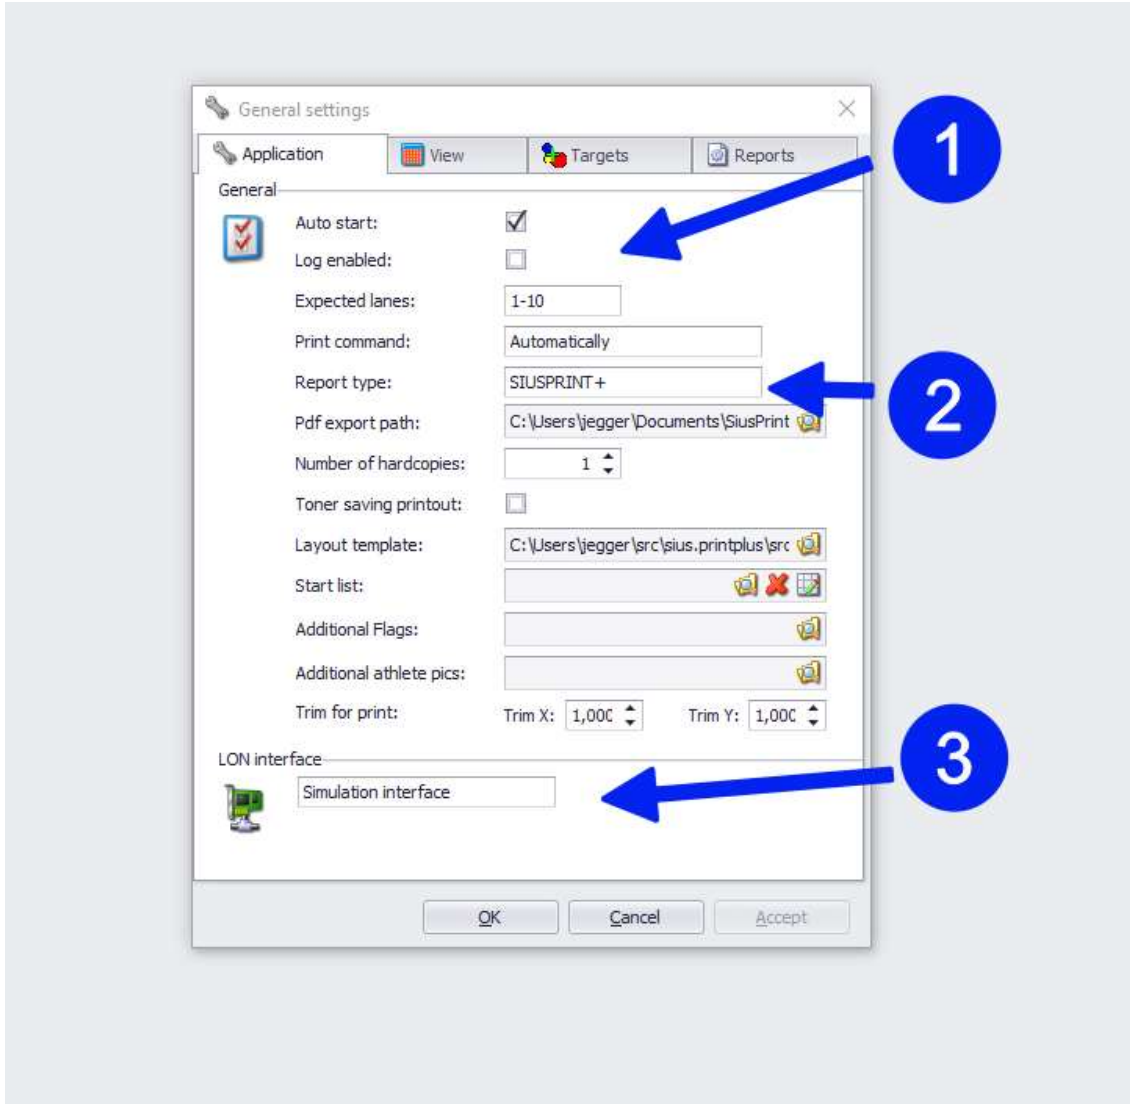 General settings
Application View Targets Reports
1
General
Auto start:
Log enabled:
Expected lanes: 1-10
Print command: Automatically
Report type: SIUSPRINT+
2
Pdf export path: C:\Users\jegger\Documents\SiusPrint
Number of hardcopies: 1
Toner saving printout:
Layout template: C:\Users\jegger\src\sius.printplus\src
Start list:
Additional Flags:
Additional athlete pics:
Trim for print: Trim X: 1,000 Trim Y: 1,000
LON interface
3
Simulation interface
OK Cancel Accept